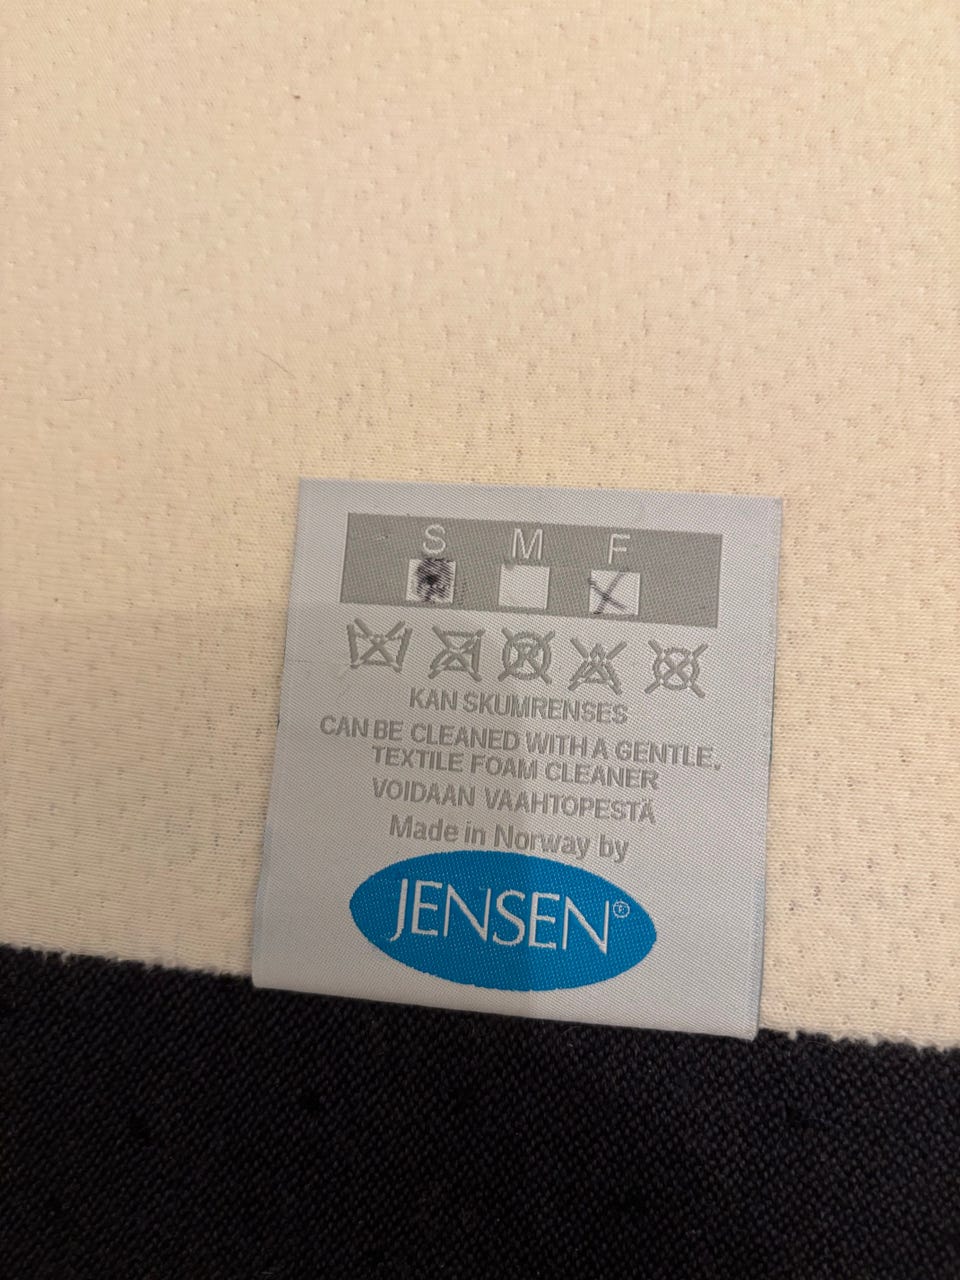 S M F
KAN SKUMRENSES
CAN BE CLEANED WITH A GENTLE.
TEXTILE FOAM CLEANER
VOIDAAN VAAHTOPESTÄ
Made in Norway by
JENSEN®